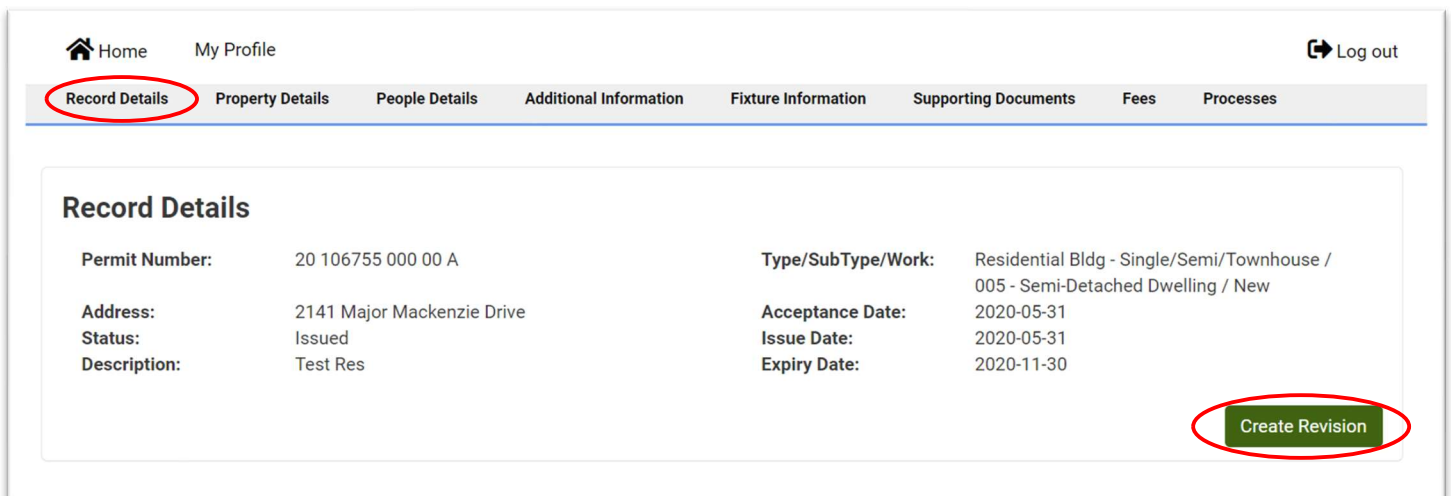 Home My Profile Log out
Record Details Property Details People Details Additional Information Fixture Information Supporting Documents Fees Processes
Record Details
Permit Number: 20 106755 000 00 A Type/SubType/Work: Residential Bldg - Single/Semi/Townhouse /
005 - Semi-Detached Dwelling / New
Address: 2141 Major Mackenzie Drive Acceptance Date: 2020-05-31
Status: Issued Issue Date: 2020-05-31
Description: Test Res Expiry Date: 2020-11-30
Create Revision